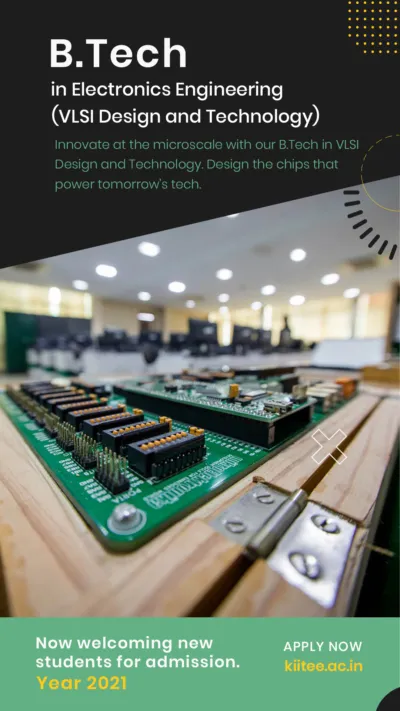 B.Tech
in Electronics Engineering
(VLSI Design and Technology)
Innovate at the microscale with our B.Tech in VLSI
Design and Technology. Design the chips that
power tomorrow's tech.
PORTA
Now welcoming new
students for admission.
Year 2021
APPLY NOW
kiitee.ac.in